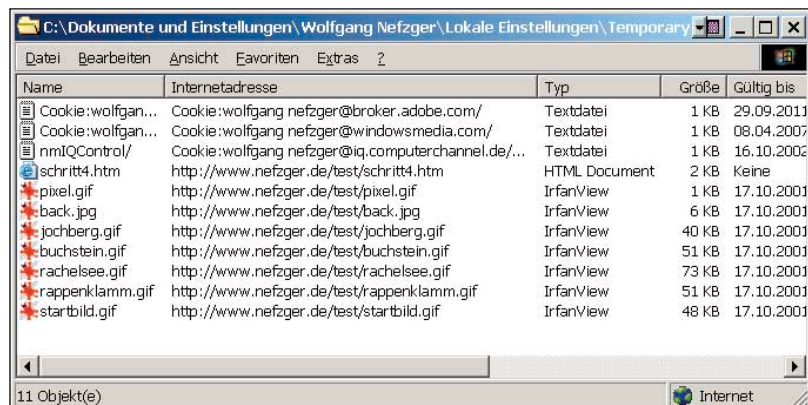 C:\Dokumente und Einstellungen\Wolfgang Nefzger\Lokale Einstellungen\Temporary
Datei Bearbeiten Ansicht Favoriten Extras ?
Name Internetadresse Typ Größe Gültig bis
Cookie:wolfgan... Cookie:wolfgang nefzger@broker.adobe.com/ Textdatei 1 KB 29.09.2011
Cookie:wolfgan... Cookie:wolfgang nefzger@windowsmedia.com/ Textdatei 1 KB 08.04.2007
nmIQControl/ Cookie:wolfgang nefzger@iq.computerchannel.de/... Textdatei 1 KB 16.10.2002
schritt4.htm http://www.nefzger.de/test/schritt4.htm HTML Document 2 KB Keine
pixel.gif http://www.nefzger.de/test/pixel.gif IrfanView 1 KB 17.10.2001
back.jpg http://www.nefzger.de/test/back.jpg IrfanView 6 KB 17.10.2001
jochberg.gif http://www.nefzger.de/test/jochberg.gif IrfanView 40 KB 17.10.2001
buchstein.gif http://www.nefzger.de/test/buchstein.gif IrfanView 51 KB 17.10.2001
rachelsee.gif http://www.nefzger.de/test/rachelsee.gif IrfanView 73 KB 17.10.2001
rappenklamm.gif http://www.nefzger.de/test/rappenklamm.gif IrfanView 51 KB 17.10.2001
startbild.gif http://www.nefzger.de/test/startbild.gif IrfanView 48 KB 17.10.2001
11 Objekt(e) Internet